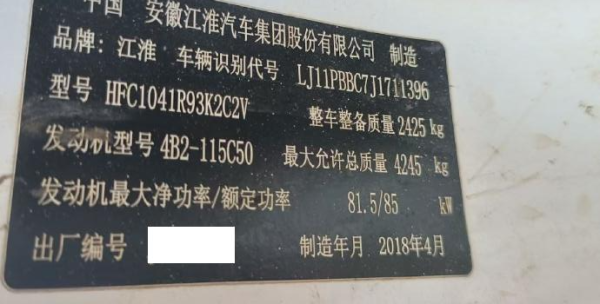 中国 安徽江淮汽车集团股份有限公司 制造
品牌: 江淮 车辆识别代号 LJ11PBBC7J1711396
型号 HFC1041R93K2C2V 整车整备质量 2425 kg
发动机型号 4B2-115C50 最大允许总质量 4245 kg
发动机最大净功率/额定功率 81.5/85 kW
出厂编号 制造年月 2018年4月